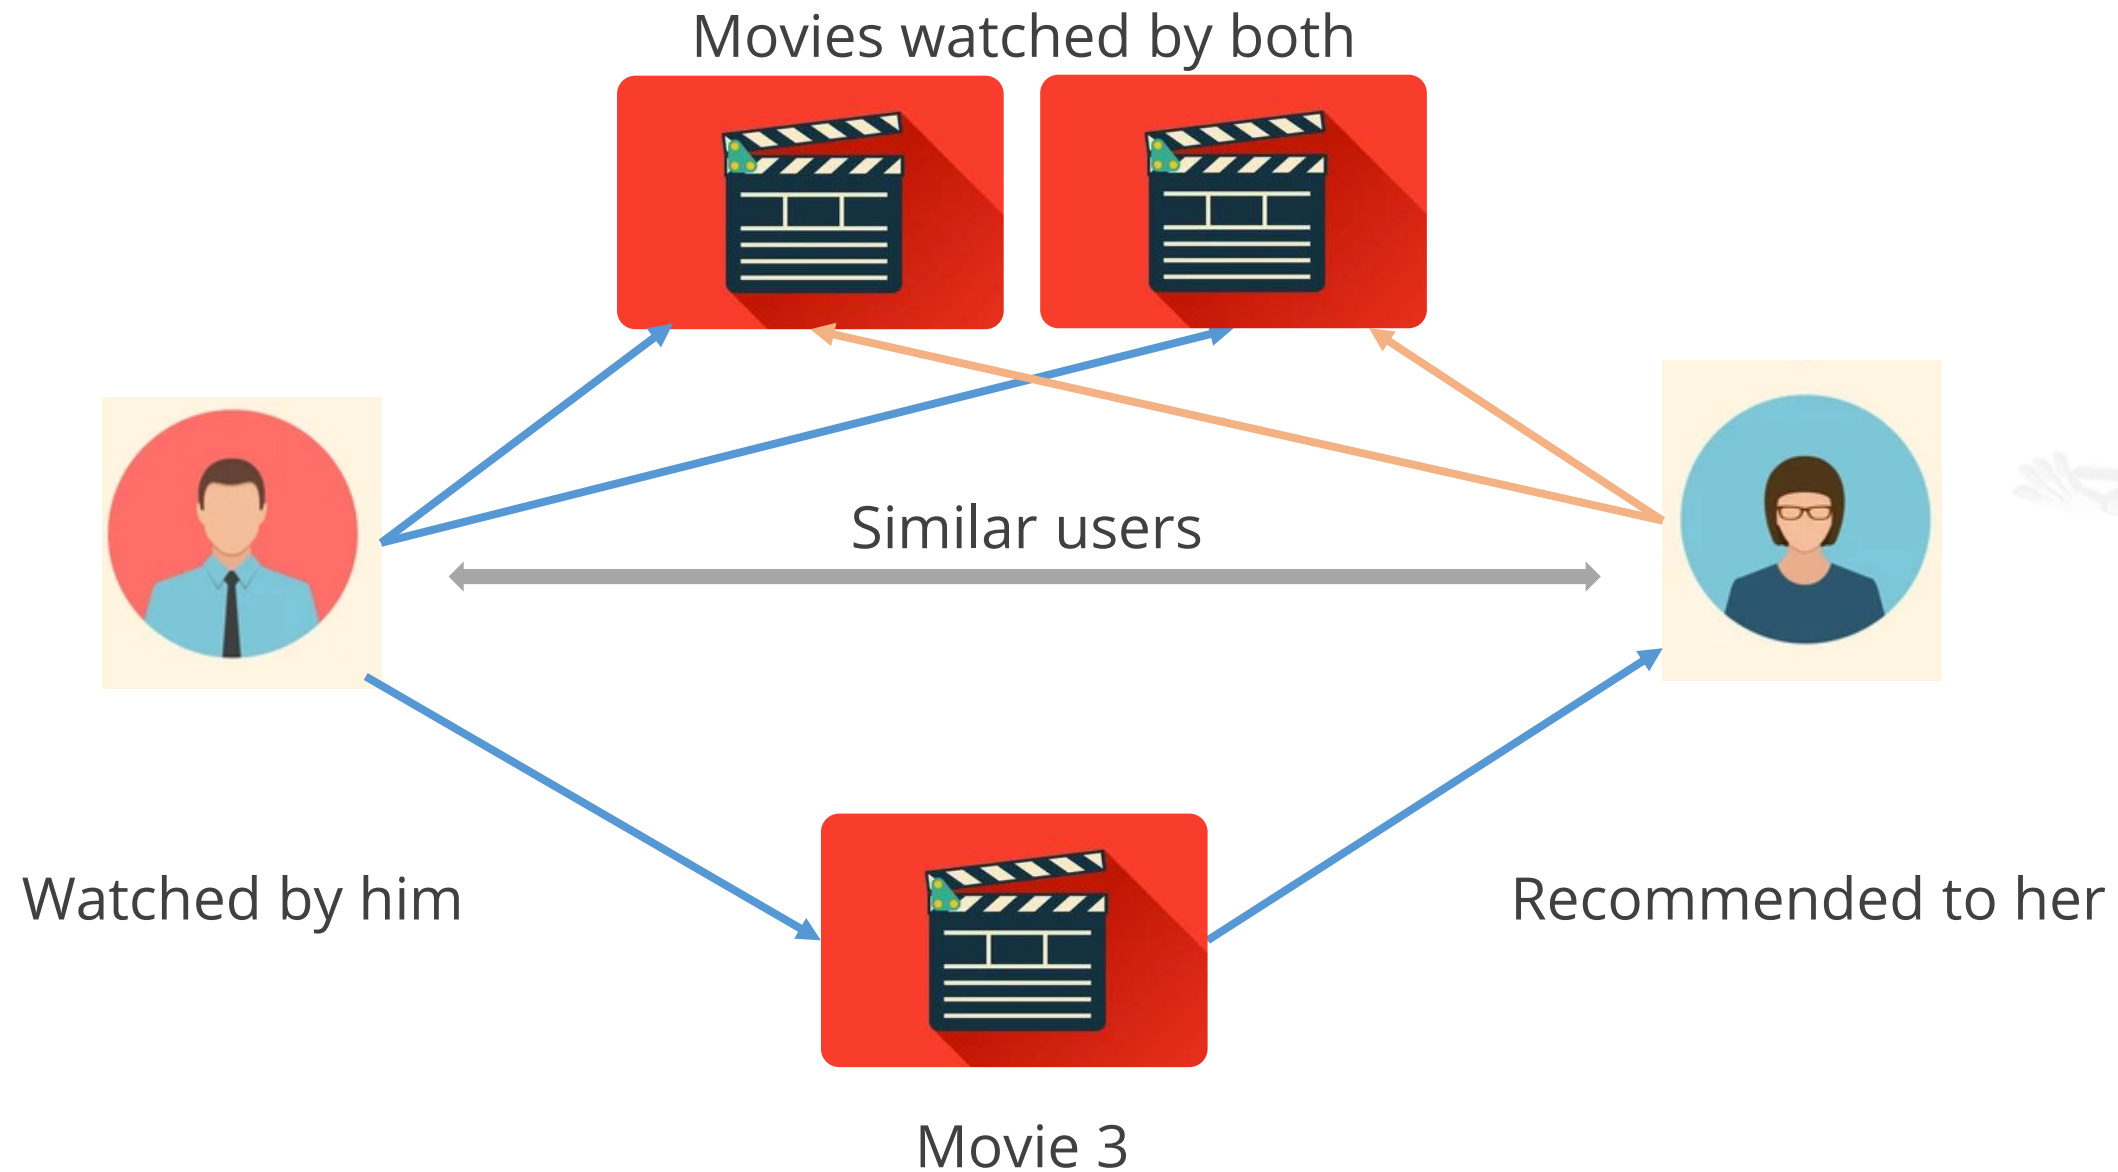 Movies watched by both
Similar users
Watched by him
Recommended to her
Movie 3